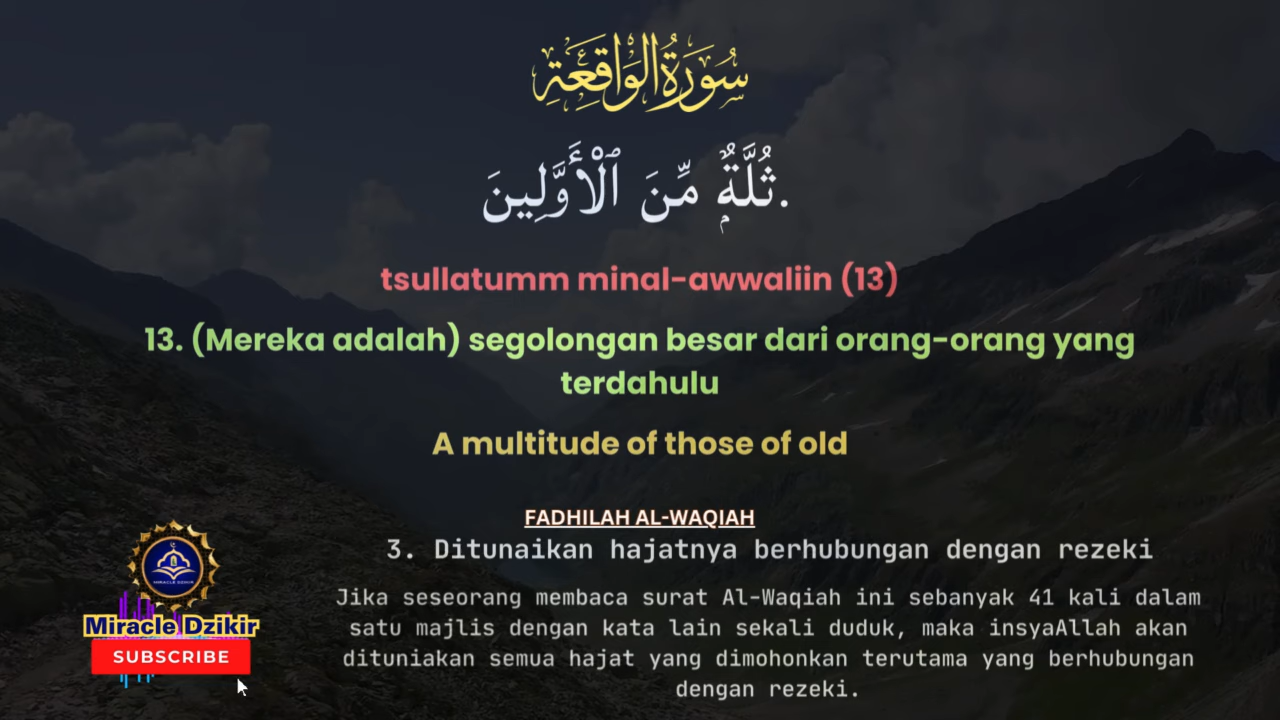 سُورَةُ الْوَاقِعَةِ
ثُلَّةٌۭ مِّنَ ٱلْأَوَّلِينَ.
tsullatumm minal-awwaliin (13)
13. (Mereka adalah) segolongan besar dari orang-orang yang
terdahulu
A multitude of those of old
FADHILAH AL-WAQIAH
3. Ditunaikan hajatnya berhubungan dengan rezeki
Jika seseorang membaca surat Al-Waqiah ini sebanyak 41 kali dalam
satu majlis dengan kata lain sekali duduk, maka insyaAllah akan
dituniakan semua hajat yang dimohonkan terutama yang berhubungan
dengan rezeki.
MIRACLE DZIKIR
Miracle Dzikir
SUBSCRIBE